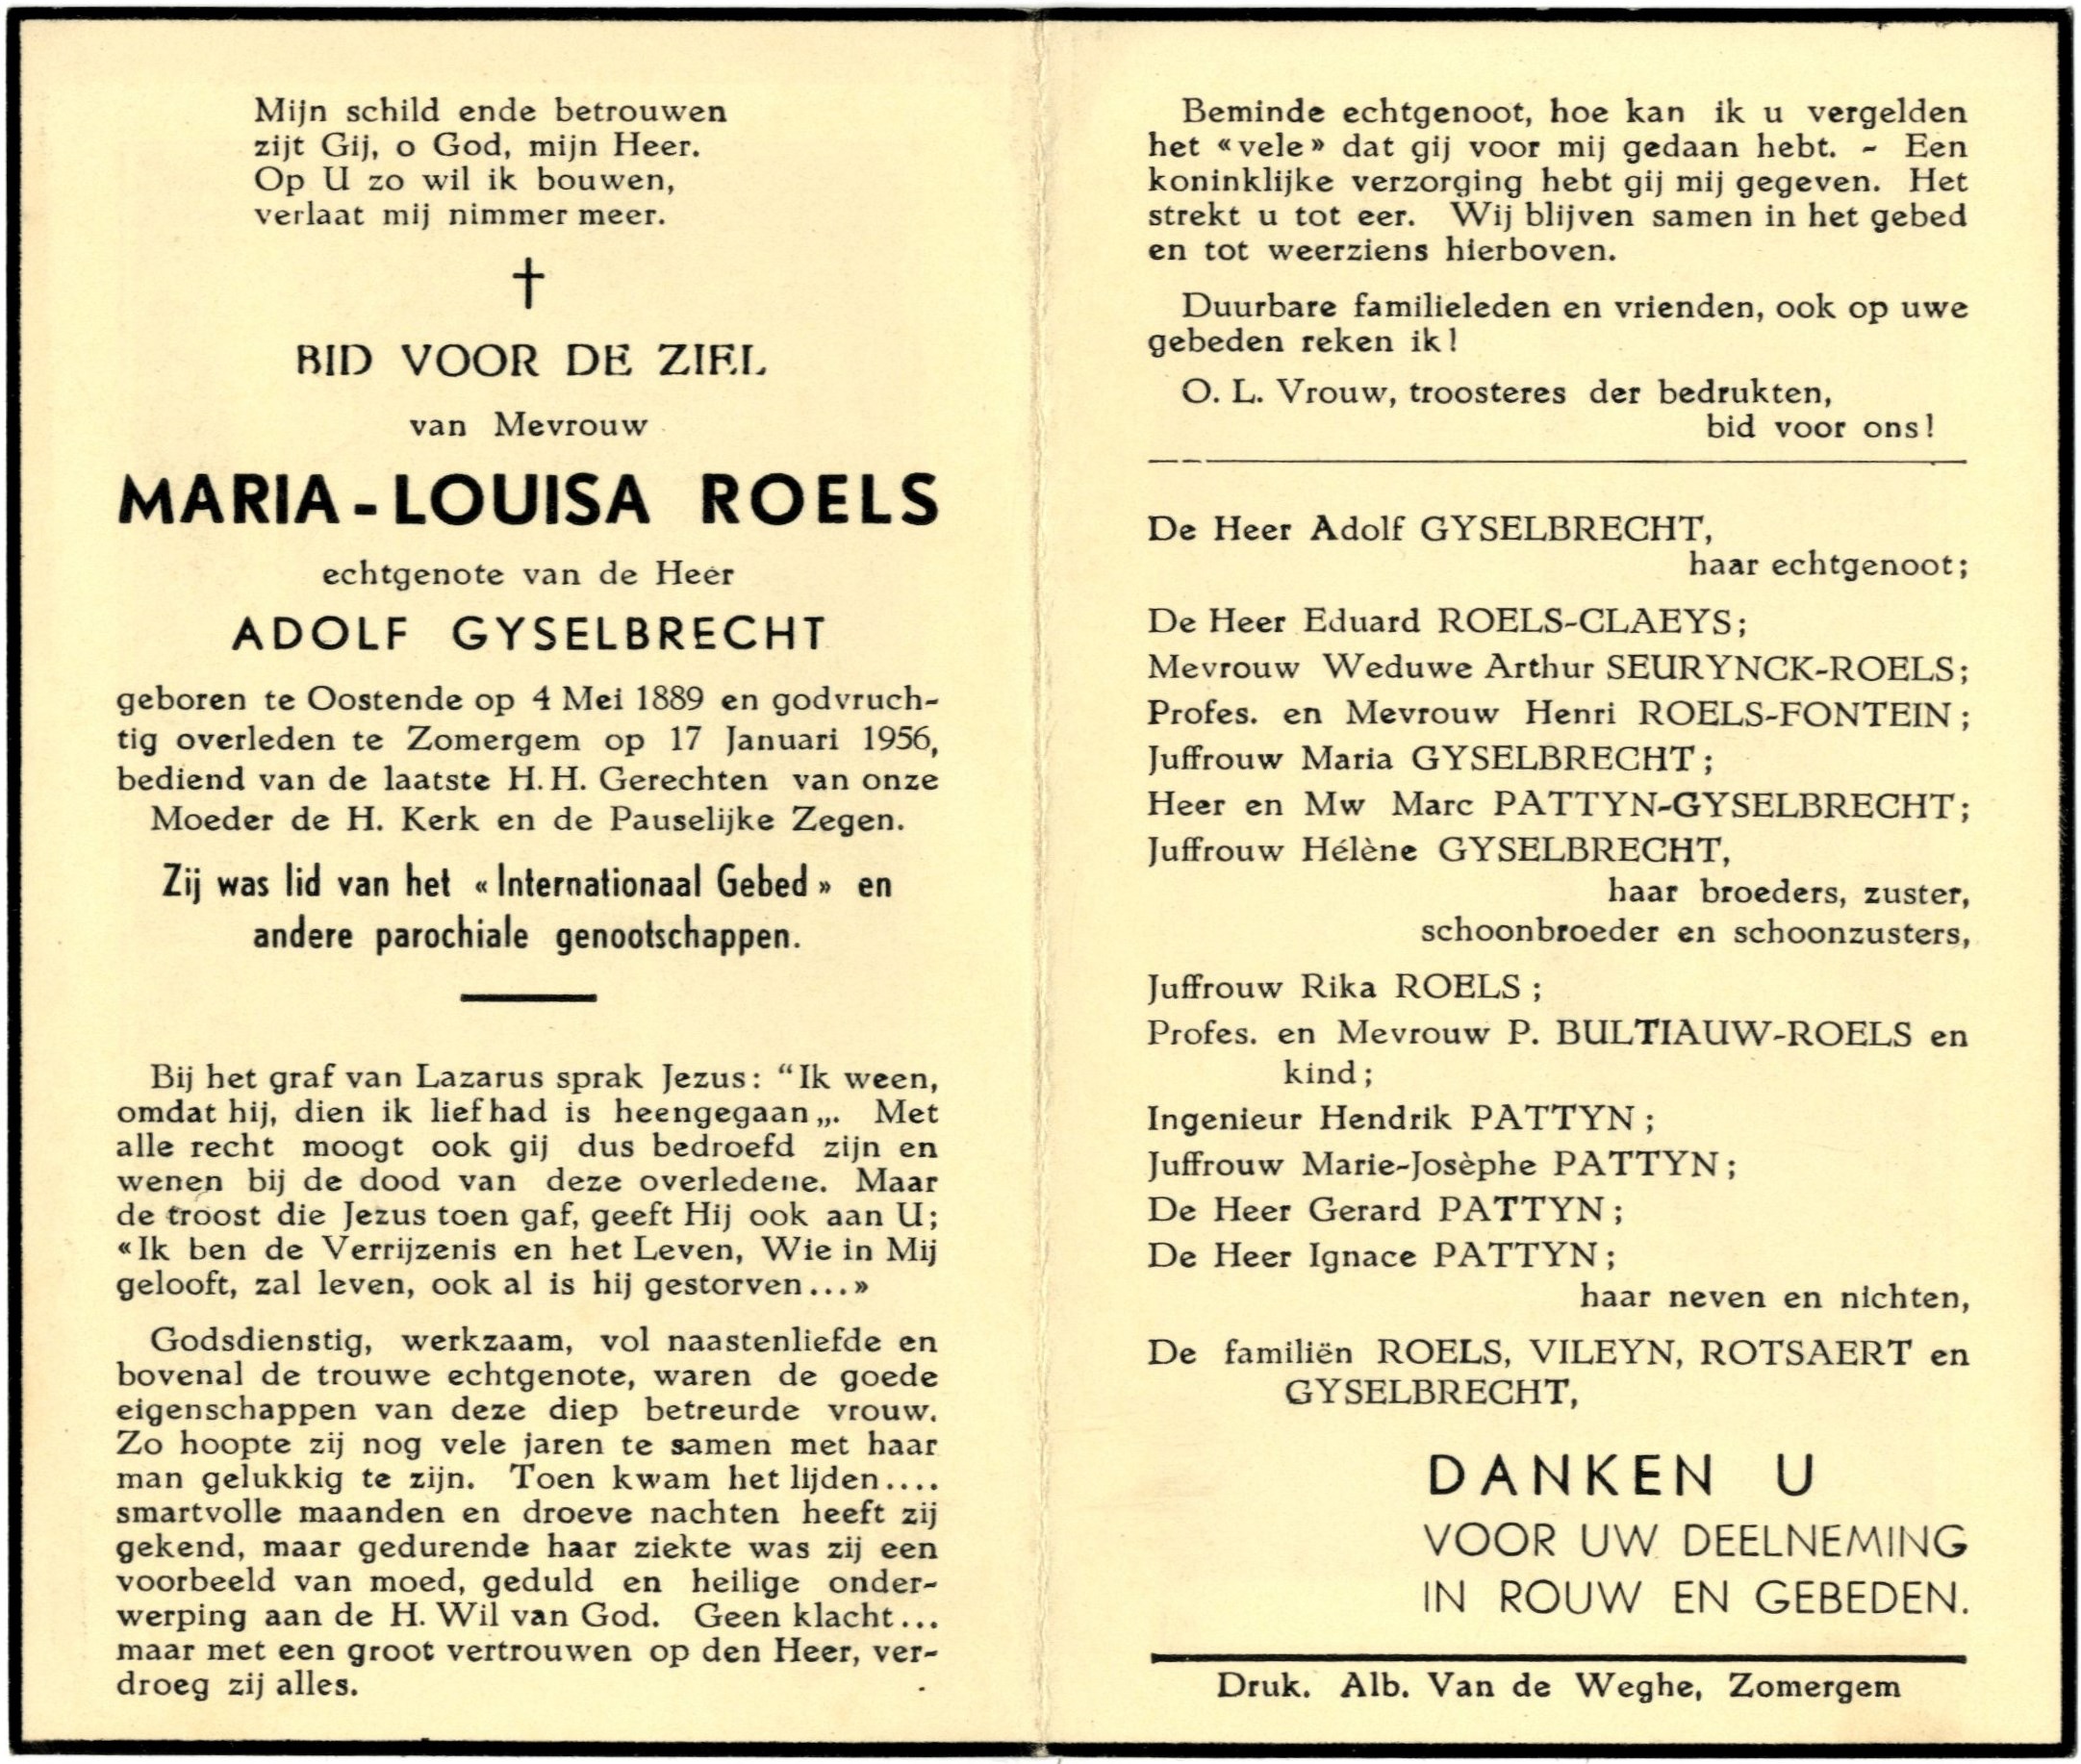 Mijn schild ende betrouwen
zijt Gij, o God, mijn Heer.
Op U zo wil ik bouwen,
verlaat mij nimmer meer.
†
BID VOOR DE ZIEL
van Mevrouw
MARIA-LOUISA ROELS
echtgenote van de Heer
ADOLF GYSELBRECHT
geboren te Oostende op 4 Mei 1889 en godvruch-
tig overleden te Zomergem op 17 Januari 1956,
bediend van de laatste H.H. Gerechten van onze
Moeder de H. Kerk en de Pauselijke Zegen.
Zij was lid van het « Internationaal Gebed » en
andere parochiale genootschappen.
Bij het graf van Lazarus sprak Jezus: “Ik ween,
omdat hij, dien ik lief had is heengegaan„. Met
alle recht moogt ook gij dus bedroefd zijn en
wenen bij de dood van deze overledene. Maar
de troost die Jezus toen gaf, geeft Hij ook aan U;
«Ik ben de Verrijzenis en het Leven, Wie in Mij
gelooft, zal leven, ook al is hij gestorven...»
Godsdienstig, werkzaam, vol naastenliefde en
bovenal de trouwe echtgenote, waren de goede
eigenschappen van deze diep betreurde vrouw.
Zo hoopte zij nog vele jaren te samen met haar
man gelukkig te zijn. Toen kwam het lijden....
smartvolle maanden en droeve nachten heeft zij
gekend, maar gedurende haar ziekte was zij een
voorbeeld van moed, geduld en heilige onder-
werping aan de H. Wil van God. Geen klacht...
maar met een groot vertrouwen op den Heer, ver-
droeg zij alles.
Beminde echtgenoot, hoe kan ik u vergelden
het «vele» dat gij voor mij gedaan hebt. - Een
koninklijke verzorging hebt gij mij gegeven. Het
strekt u tot eer. Wij blijven samen in het gebed
en tot weerziens hierboven.
Duurbare familieleden en vrienden, ook op uwe
gebeden reken ik!
O. L. Vrouw, troosteres der bedrukten,
bid voor ons!
De Heer Adolf GYSELBRECHT,
haar echtgenoot;
De Heer Eduard ROELS-CLAEYS;
Mevrouw Weduwe Arthur SEURYNCK-ROELS;
Profes. en Mevrouw Henri ROELS-FONTEIN;
Juffrouw Maria GYSELBRECHT;
Heer en Mw Marc PATTYN-GYSELBRECHT;
Juffrouw Hélène GYSELBRECHT,
haar broeders, zuster,
schoonbroeder en schoonzusters,
Juffrouw Rika ROELS;
Profes. en Mevrouw P. BULTIAUW-ROELS en
kind;
Ingenieur Hendrik PATTYN;
Juffrouw Marie-Josèphe PATTYN;
De Heer Gerard PATTYN;
De Heer Ignace PATTYN;
haar neven en nichten,
De familiën ROELS, VILEYN, ROTSAERT en
GYSELBRECHT,
DANKEN U
VOOR UW DEELNEMING
IN ROUW EN GEBEDEN.
Druk. Alb. Van de Weghe, Zomergem